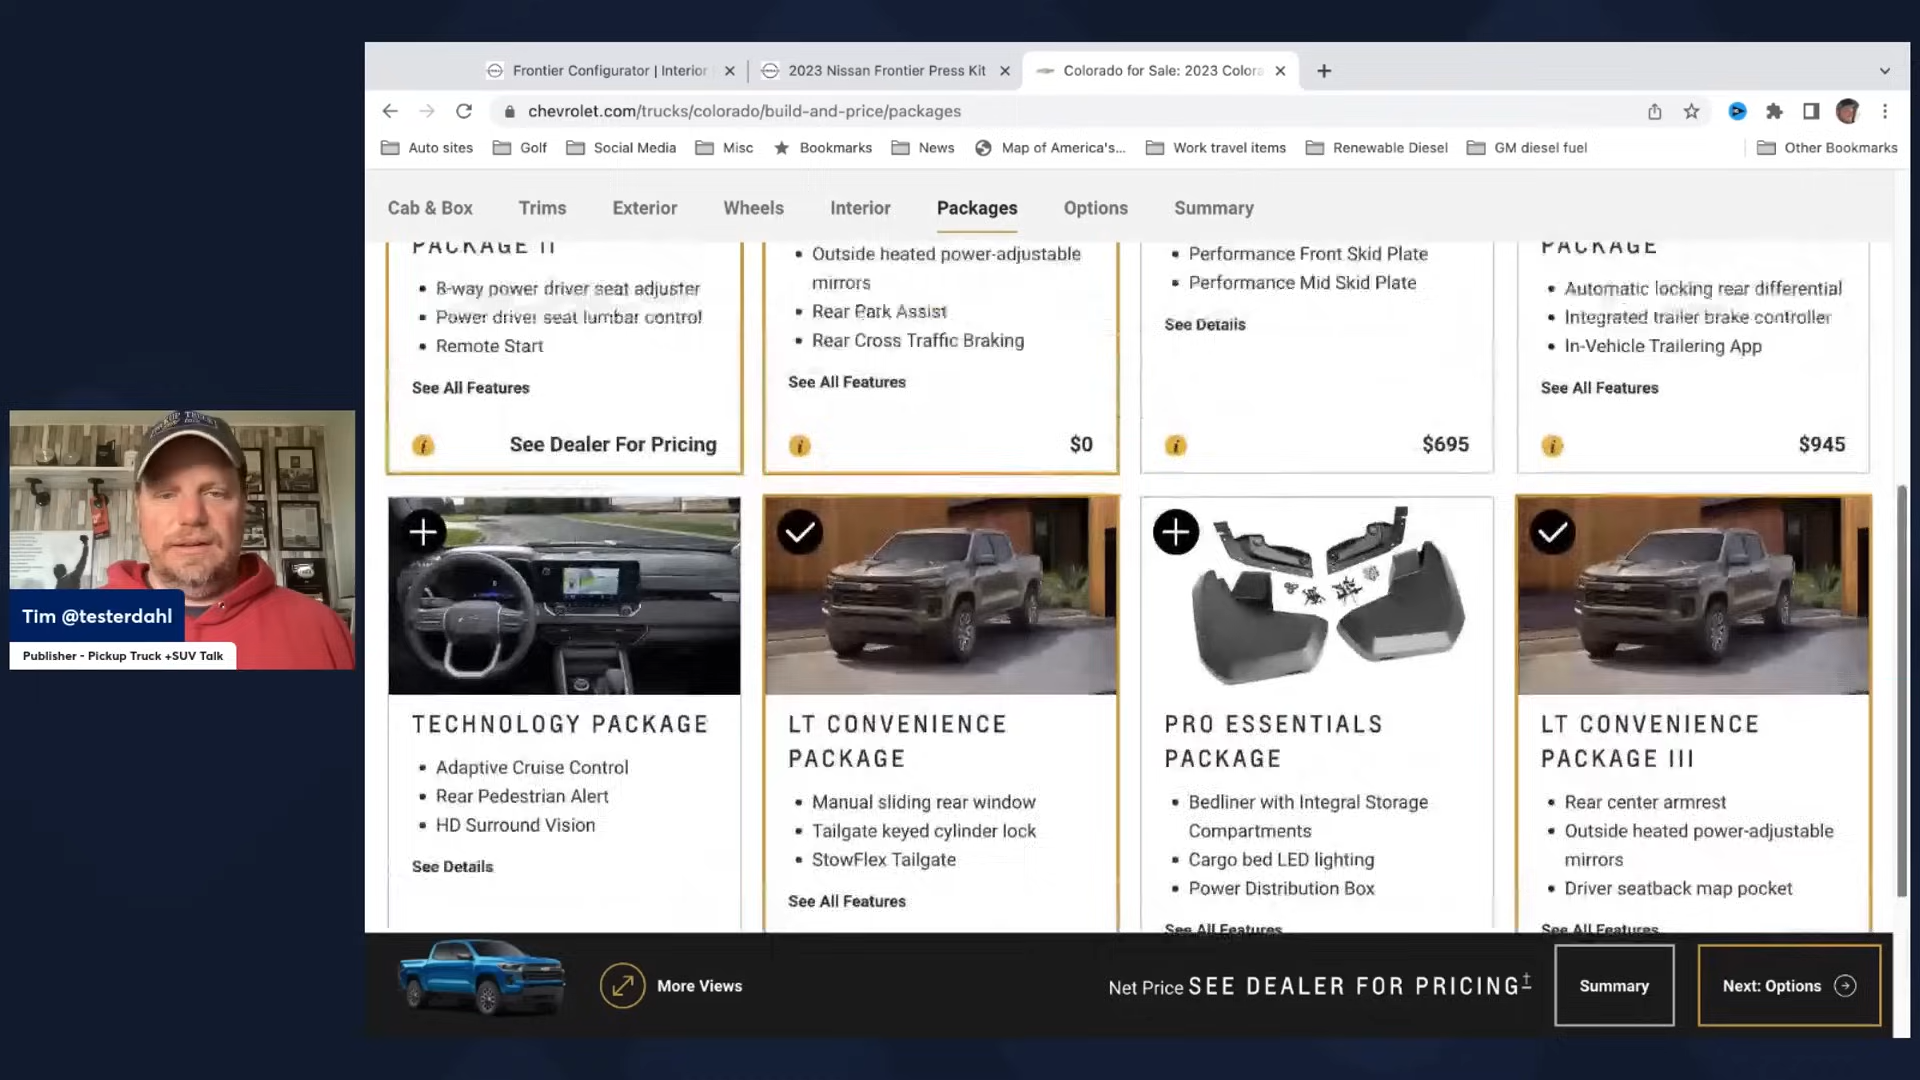 Frontier Configurator | Interior
2023 Nissan Frontier Press Kit
Colorado for Sale: 2023 Colora
chevrolet.com/trucks/colorado/build-and-price/packages
Auto sites
Golf
Social Media
Misc
Bookmarks
News
Map of America's...
Work travel items
Renewable Diesel
GM diesel fuel
Other Bookmarks
Cab & Box
Trims
Exterior
Wheels
Interior
Packages
Options
Summary
PACKAGE II
8-way power driver seat adjuster
Power driver seat lumbar control
Remote Start
See All Features
See Dealer For Pricing
Outside heated power-adjustable
mirrors
Rear Park Assist
Rear Cross Traffic Braking
See All Features
$0
Performance Front Skid Plate
Performance Mid Skid Plate
See Details
$695
PACKAGE
Automatic locking rear differential
Integrated trailer brake controller
In-Vehicle Trailering App
See All Features
$945
TECHNOLOGY PACKAGE
Adaptive Cruise Control
Rear Pedestrian Alert
HD Surround Vision
See Details
LT CONVENIENCE
PACKAGE
Manual sliding rear window
Tailgate keyed cylinder lock
StowFlex Tailgate
See All Features
PRO ESSENTIALS
PACKAGE
Bedliner with Integral Storage
Compartments
Cargo bed LED lighting
Power Distribution Box
See All Features
LT CONVENIENCE
PACKAGE III
Rear center armrest
Outside heated power-adjustable
mirrors
Driver seatback map pocket
See All Features
More Views
Net Price SEE DEALER FOR PRICING†
Summary
Next: Options
Tim @testerdahl
Publisher - Pickup Truck +SUV Talk